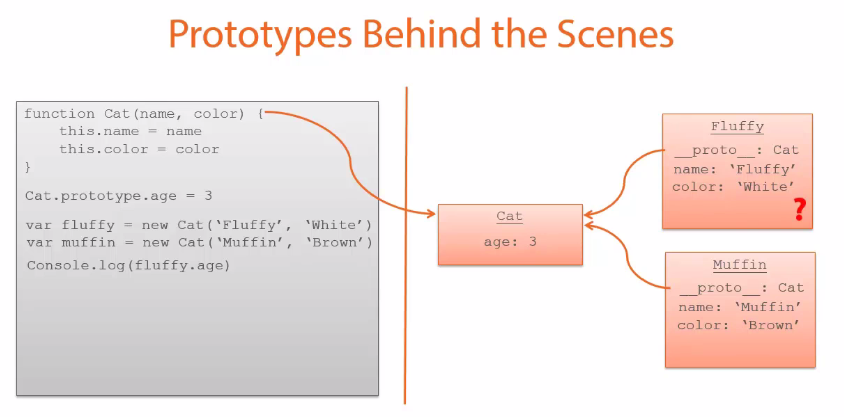 Prototypes Behind the Scenes
function Cat(name, color) {
this.name = name
this.color = color
}
Cat.prototype.age = 3
var fluffy = new Cat(‘Fluffy’, ‘White’)
var muffin = new Cat(‘Muffin’, ‘Brown’)
Console.log(fluffy.age)
Cat
age: 3
Fluffy
__proto__: Cat
name: ‘Fluffy’
color: ‘White’
?
Muffin
__proto__: Cat
name: ‘Muffin’
color: ‘Brown’